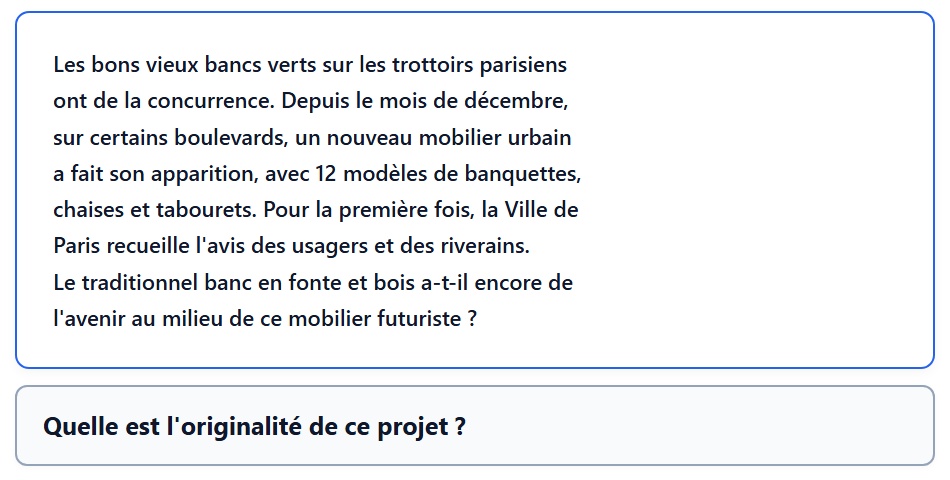 Les bons vieux bancs verts sur les trottoirs parisiens
ont de la concurrence. Depuis le mois de décembre,
sur certains boulevards, un nouveau mobilier urbain
a fait son apparition, avec 12 modèles de banquettes,
chaises et tabourets. Pour la première fois, la Ville de
Paris recueille l'avis des usagers et des riverains.
Le traditionnel banc en fonte et bois a-t-il encore de
l'avenir au milieu de ce mobilier futuriste ?
Quelle est l'originalité de ce projet ?